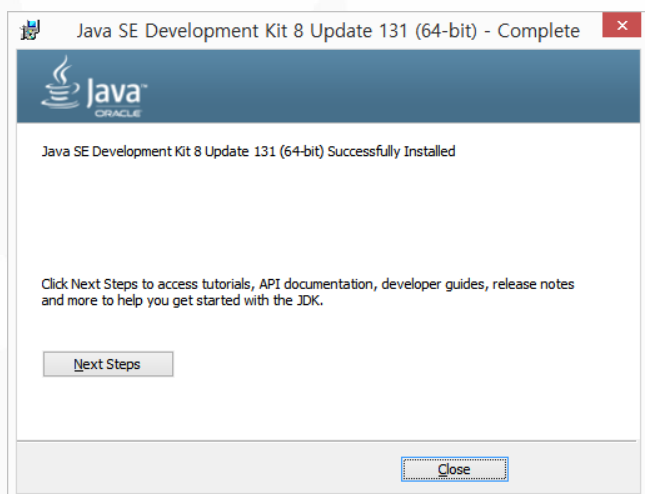 Java SE Development Kit 8 Update 131 (64-bit) - Complete
Java™
ORACLE
Java SE Development Kit 8 Update 131 (64-bit) Successfully Installed
Click Next Steps to access tutorials, API documentation, developer guides, release notes
and more to help you get started with the JDK.
Next Steps
Close